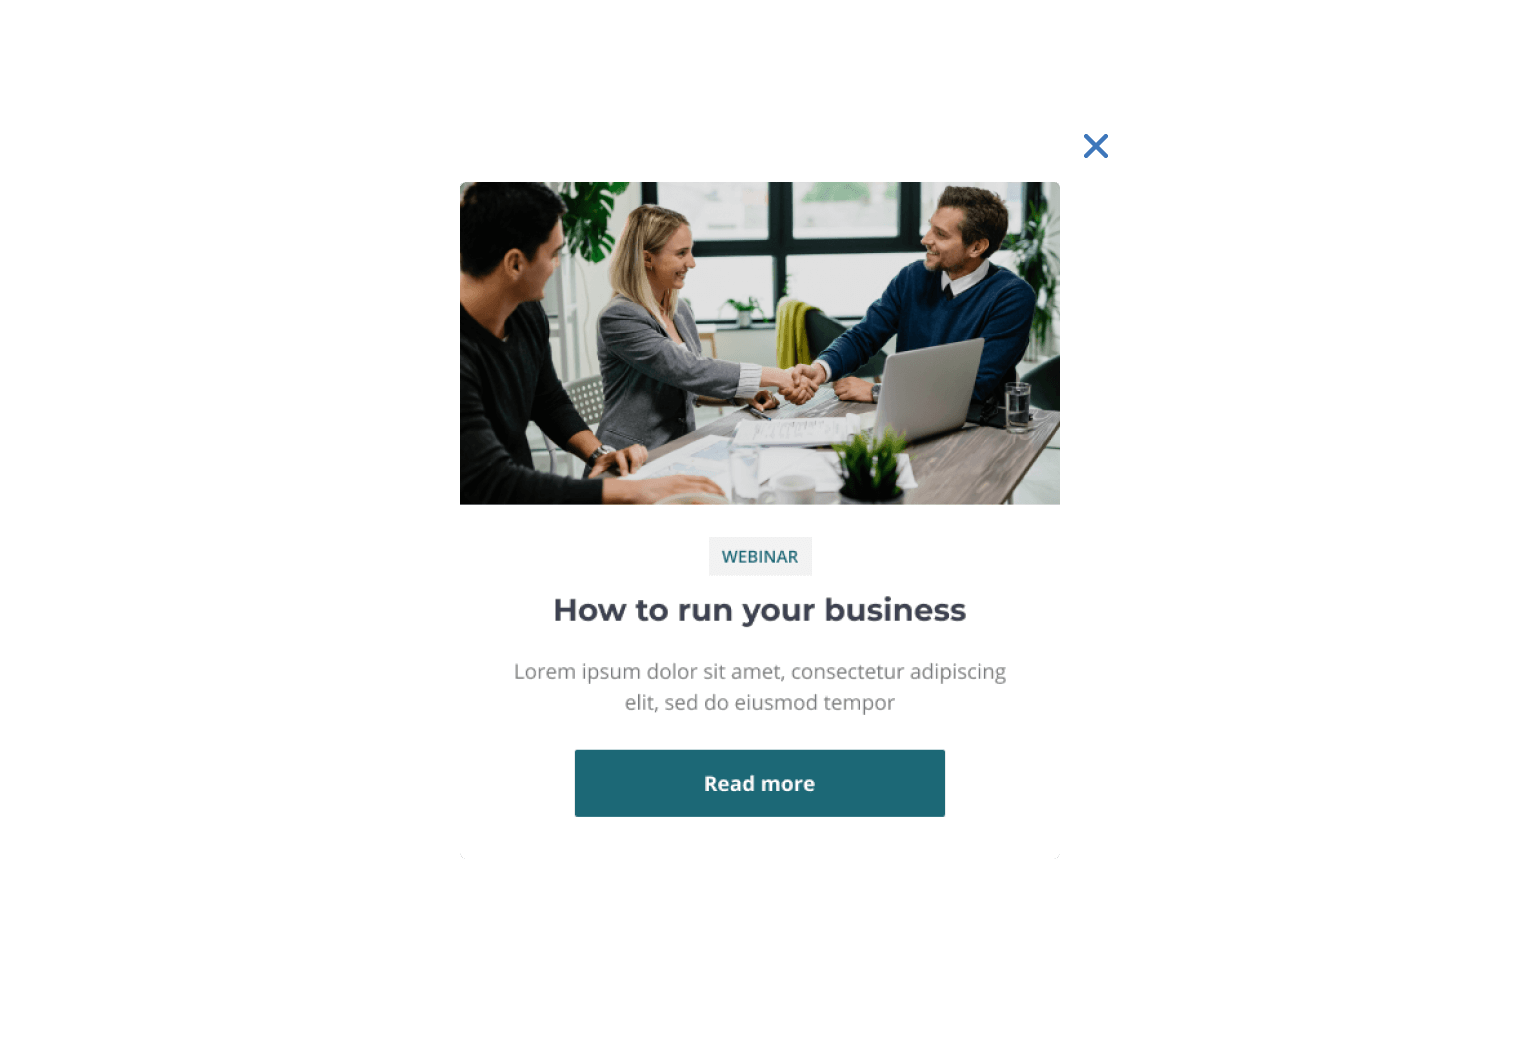 WEBINAR
How to run your business
Lorem ipsum dolor sit amet, consectetur adipiscing
elit, sed do eiusmod tempor
Read more